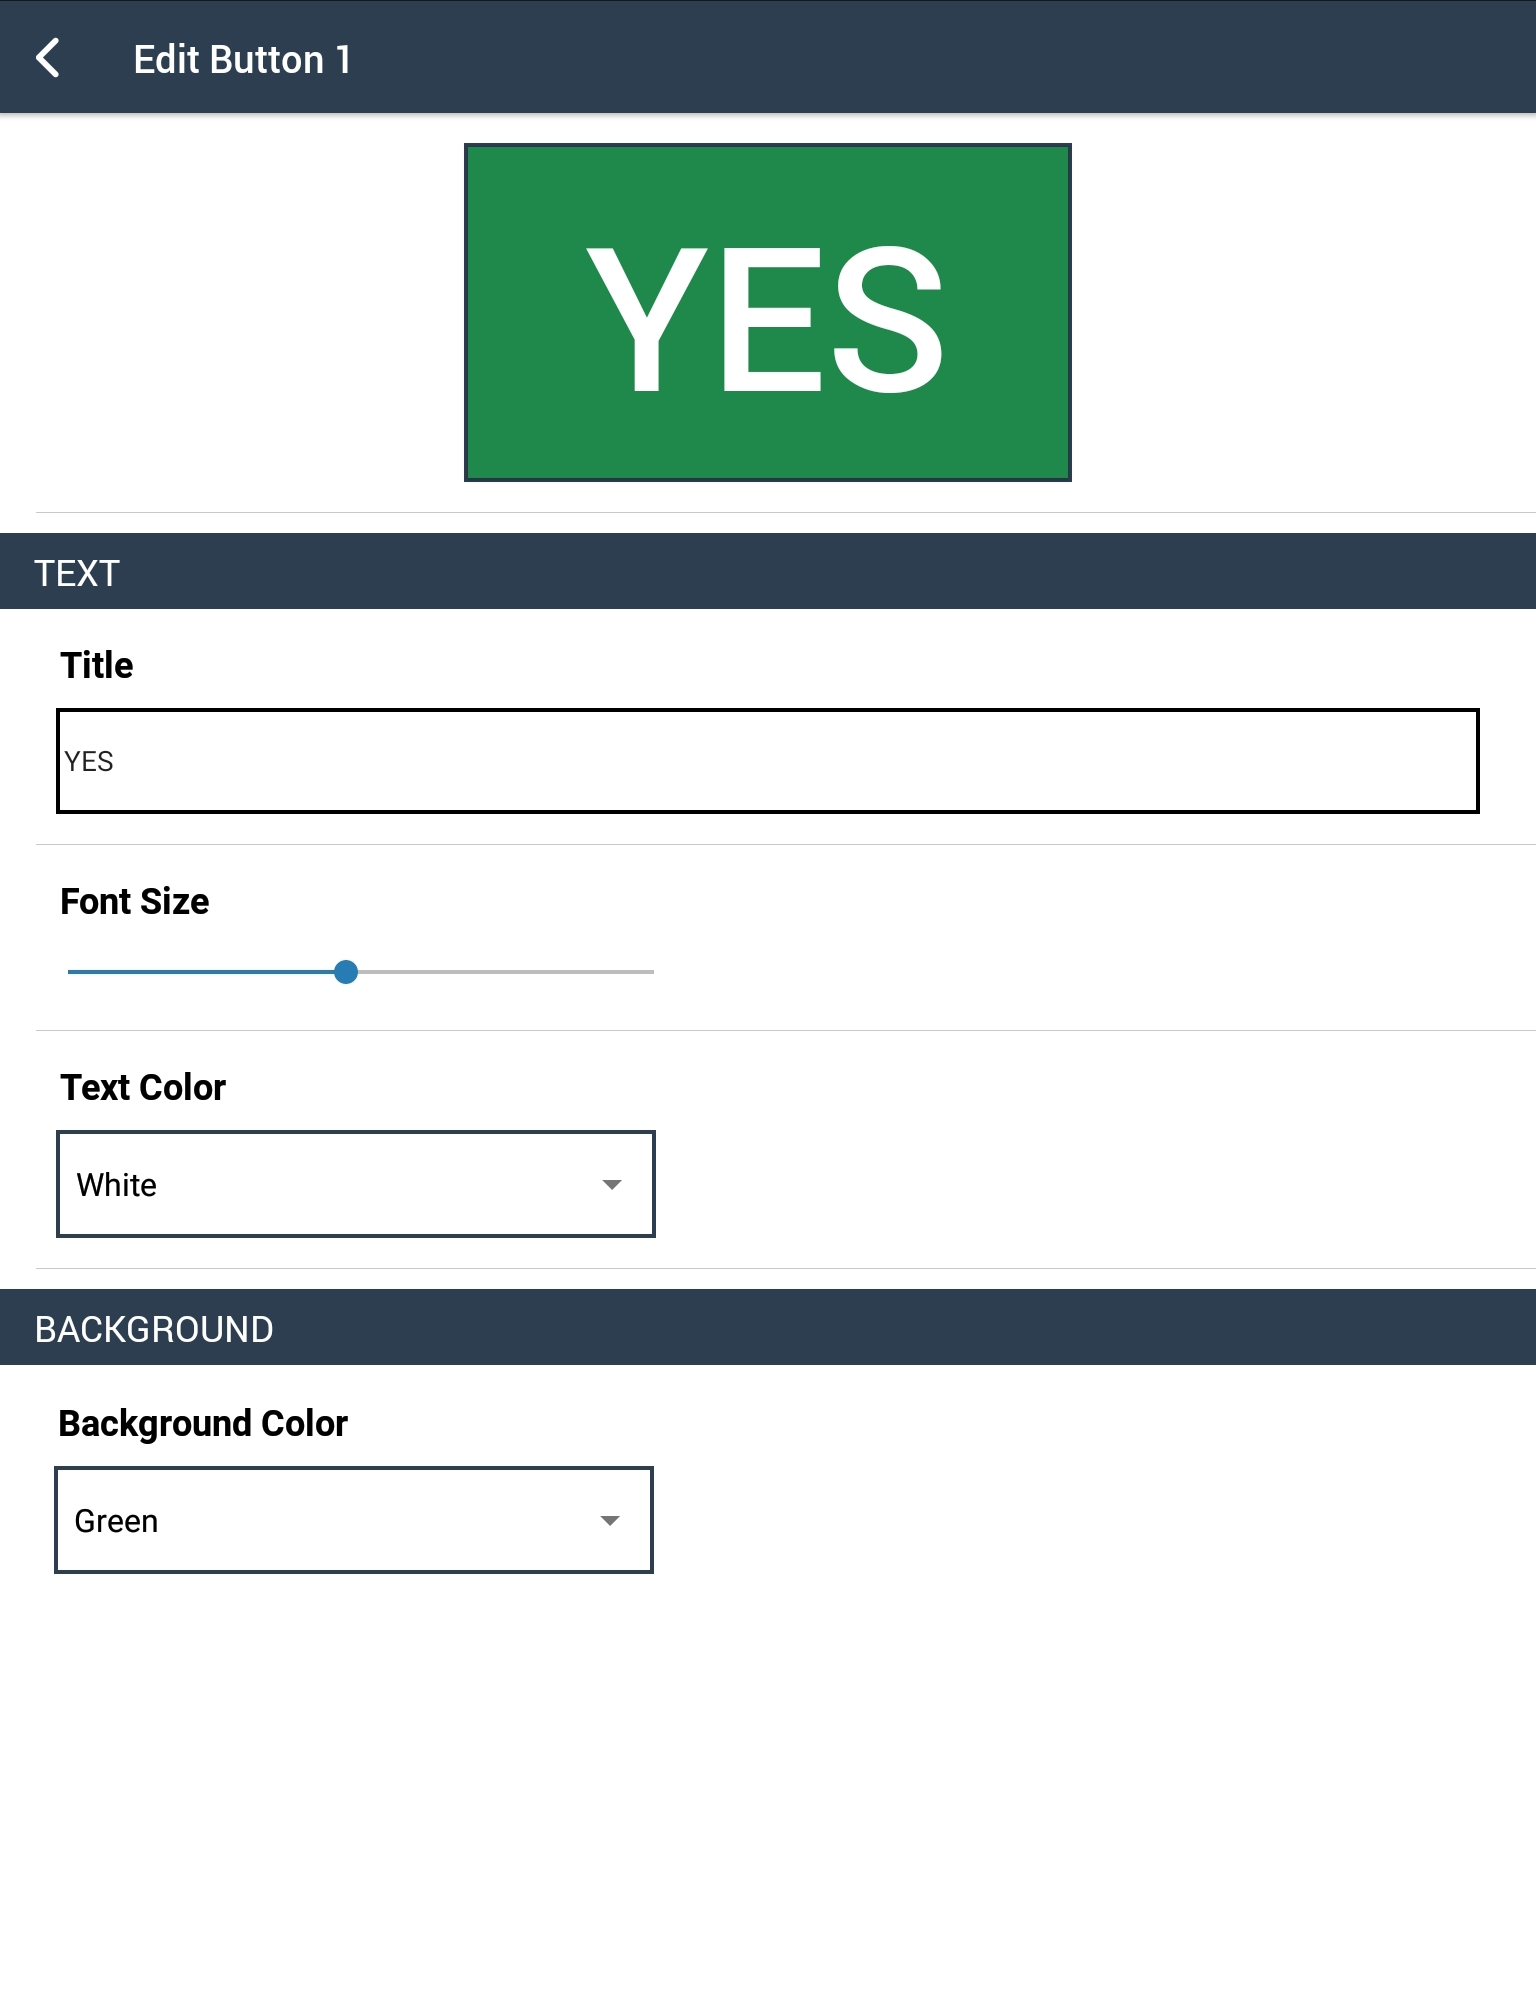 Edit Button 1
YES
TEXT
Title
YES
Font Size
Text Color
White
BACKGROUND
Background Color
Green